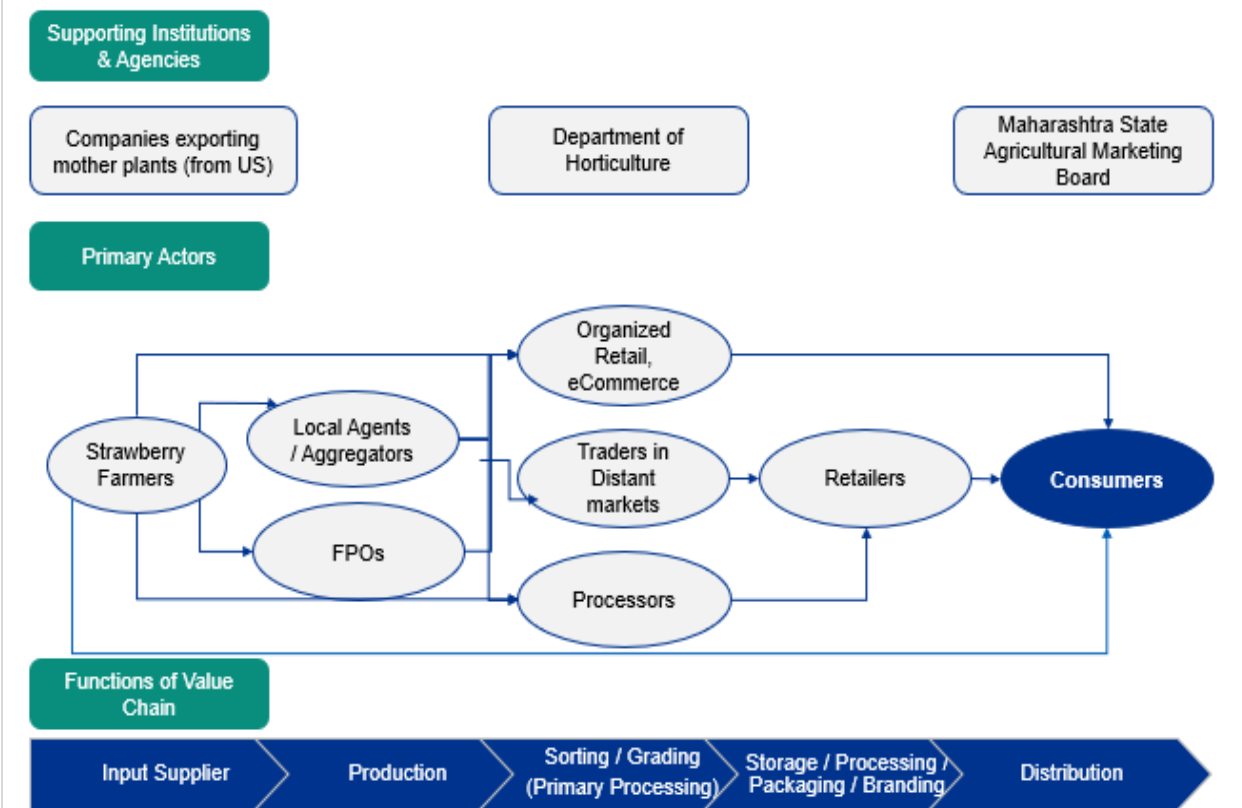 Supporting Institutions
& Agencies
Companies exporting
mother plants (from US)
Department of
Horticulture
Maharashtra State
Agricultural Marketing
Board
Primary Actors
Organized
Retail,
eCommerce
Local Agents
/ Aggregators
Strawberry
Farmers
Traders in
Distant
markets
Retailers
Consumers
FPOs
Processors
Functions of Value
Chain
Input Supplier
Production
Sorting / Grading
(Primary Processing)
Storage / Processing /
Packaging / Branding
Distribution